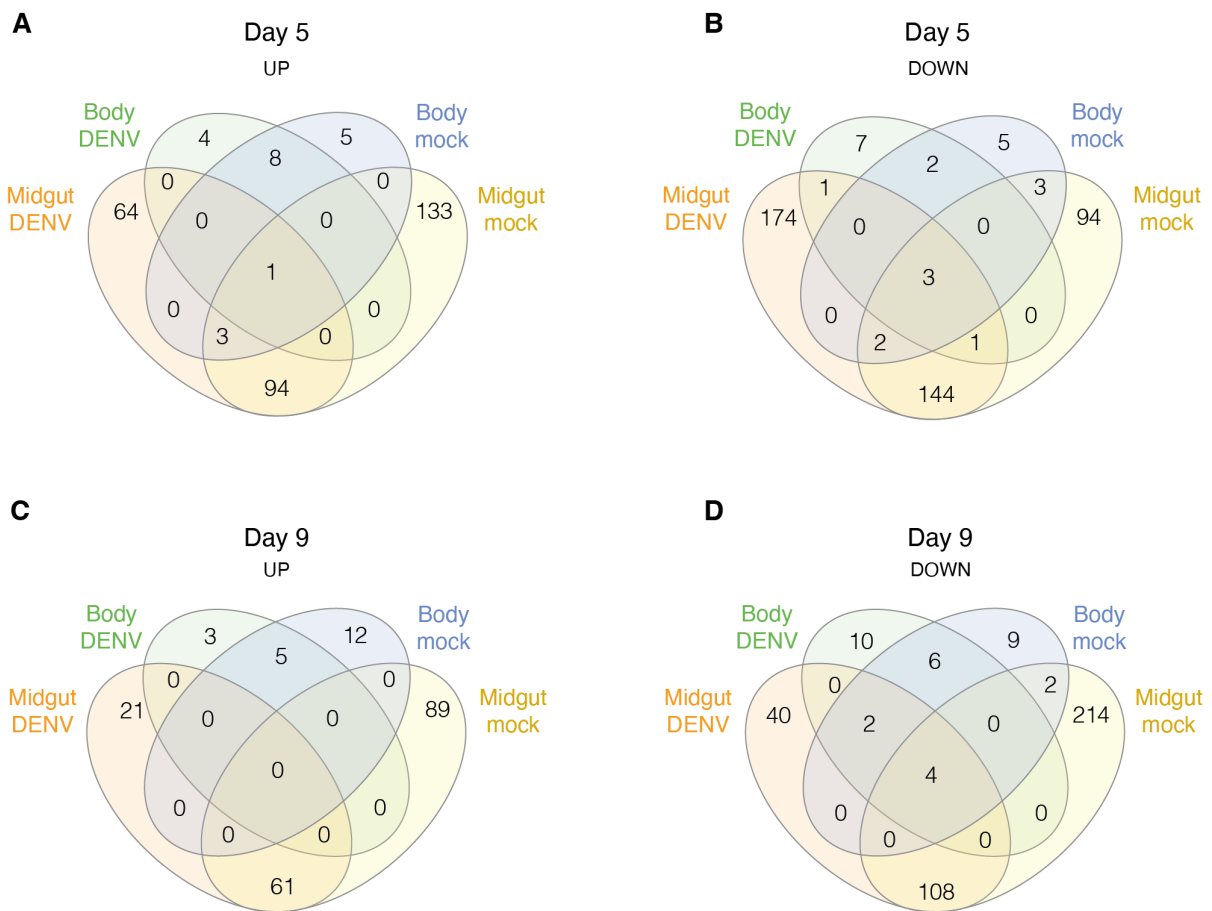 A
Day 5
UP
Body
DENV
Body
mock
Midgut
DENV
Midgut
mock
4
8
5
0
0
64
0
0
133
1
0
0
3
0
94
B
Day 5
DOWN
Body
DENV
Body
mock
Midgut
DENV
Midgut
mock
7
2
5
1
3
174
0
0
94
3
0
0
2
1
144
C
Day 9
UP
Body
DENV
Body
mock
Midgut
DENV
Midgut
mock
3
5
12
0
0
21
0
0
89
0
0
0
0
0
61
D
Day 9
DOWN
Body
DENV
Body
mock
Midgut
DENV
Midgut
mock
10
6
9
0
2
40
2
0
214
4
0
0
0
0
108